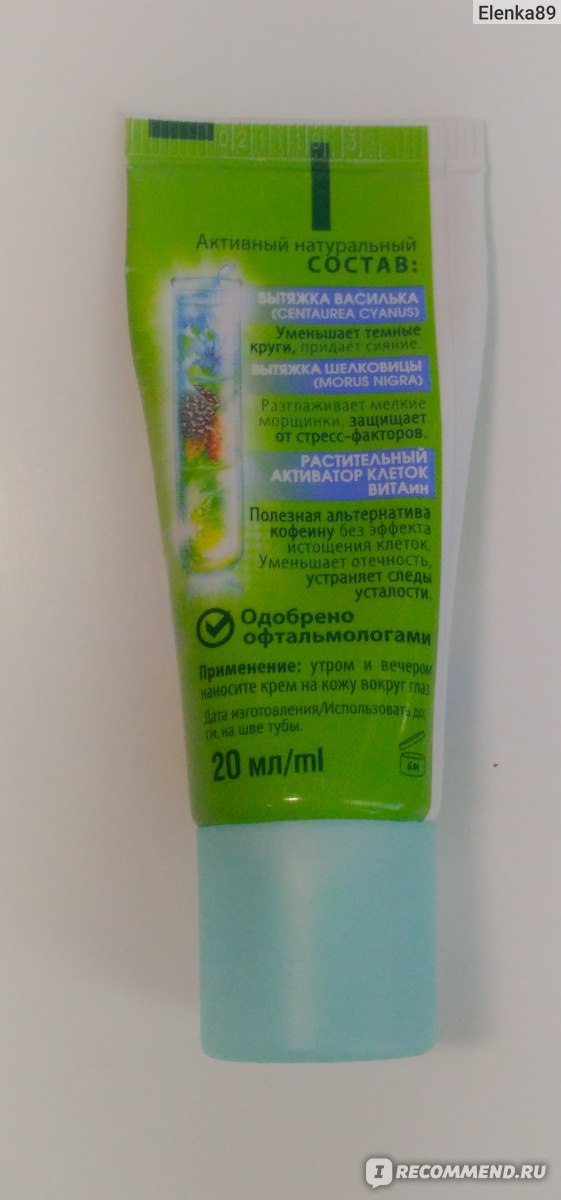 Elenka89
Активный натуральный
СОСТАВ:
ВЫТЯЖКА ВАСИЛЬКА
(CENTAUREA CYANUS)
Уменьшает темные
круги, придает сияние.
ВЫТЯЖКА ШЕЛКОВИЦЫ
(MORUS NIGRA)
Разглаживает мелкие
морщинки, защищает
от стресс-факторов.
РАСТИТЕЛЬНЫЙ
АКТИВАТОР КЛЕТОК
ВИТАин
Полезная альтернатива
кофеину без эффекта
истощения клеток.
Уменьшает отечность,
устраняет следы
усталости.
Одобрено
офтальмологами
Применение: утром и вечером
наносите крем на кожу вокруг глаз.
Дата изготовления/Использовать до:
см. на шве тубы.
20 мл/ml
6м
IRECOMMEND.RU